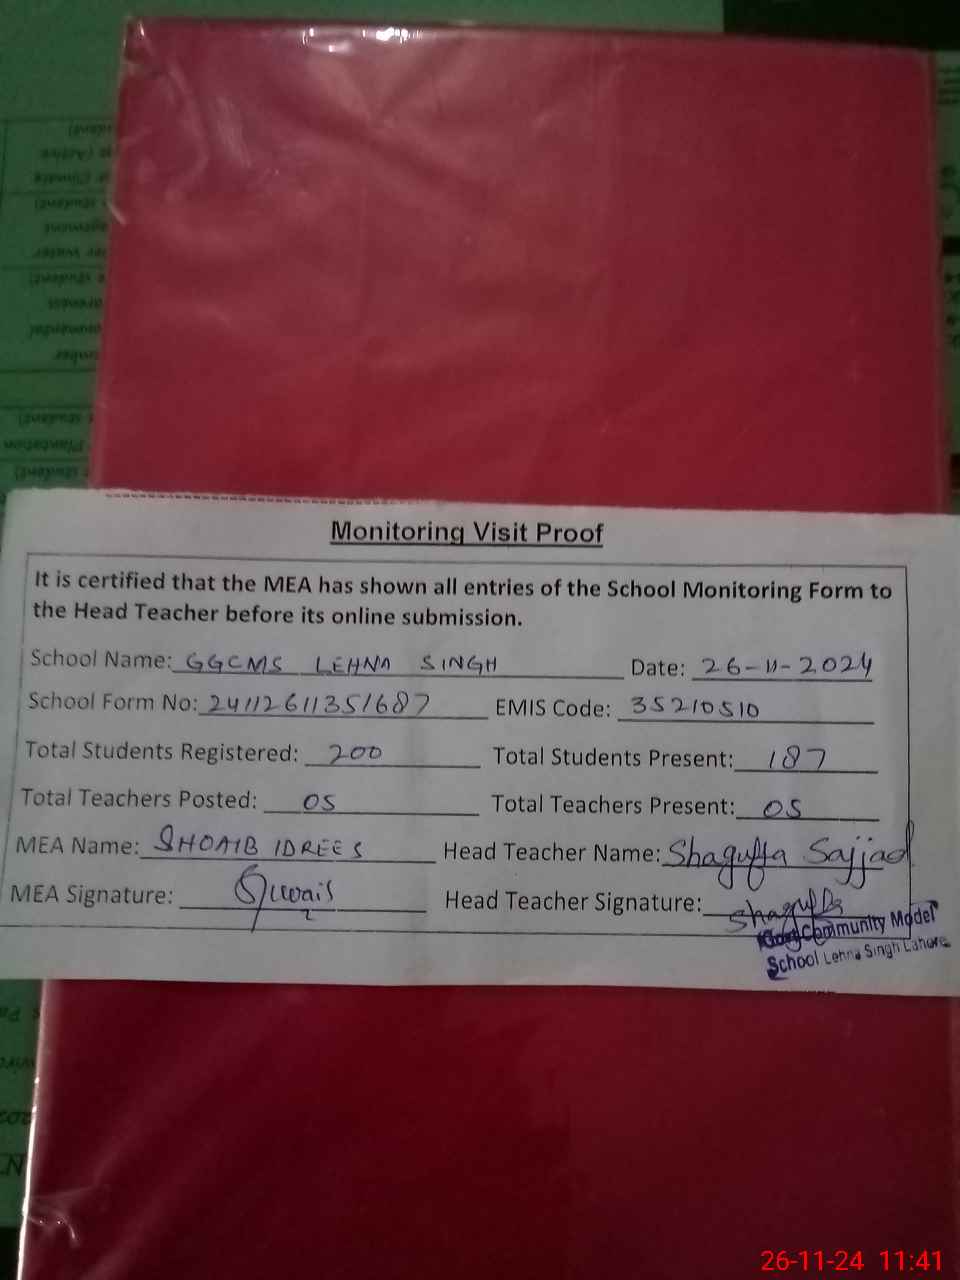 Monitoring Visit Proof
It is certified that the MEA has shown all entries of the School Monitoring Form to
the Head Teacher before its online submission.
School Name: GGCMS LEHNA SINGH Date: 26-11-2024
School Form No: 24112611351687 EMIS Code: 35210510
Total Students Registered: 200 Total Students Present: 187
Total Teachers Posted: 05 Total Teachers Present: 05
MEA Name: SHOAIB IDREES Head Teacher Name: Shagufta Sajjad
MEA Signature: Head Teacher Signature: Shagufta
Community Model
School Lehna Singh Lahore
26-11-24 11:41